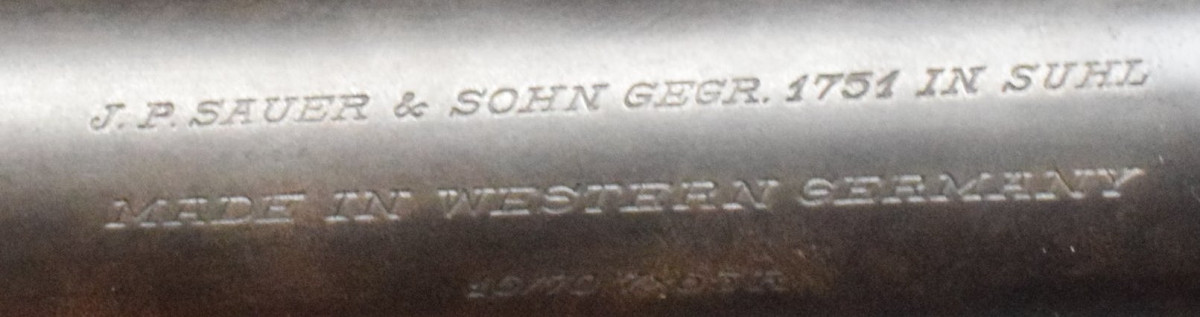 J. P. SAUER & SOHN GEGR. 1751 IN SUHL
MADE IN WESTERN GERMANY